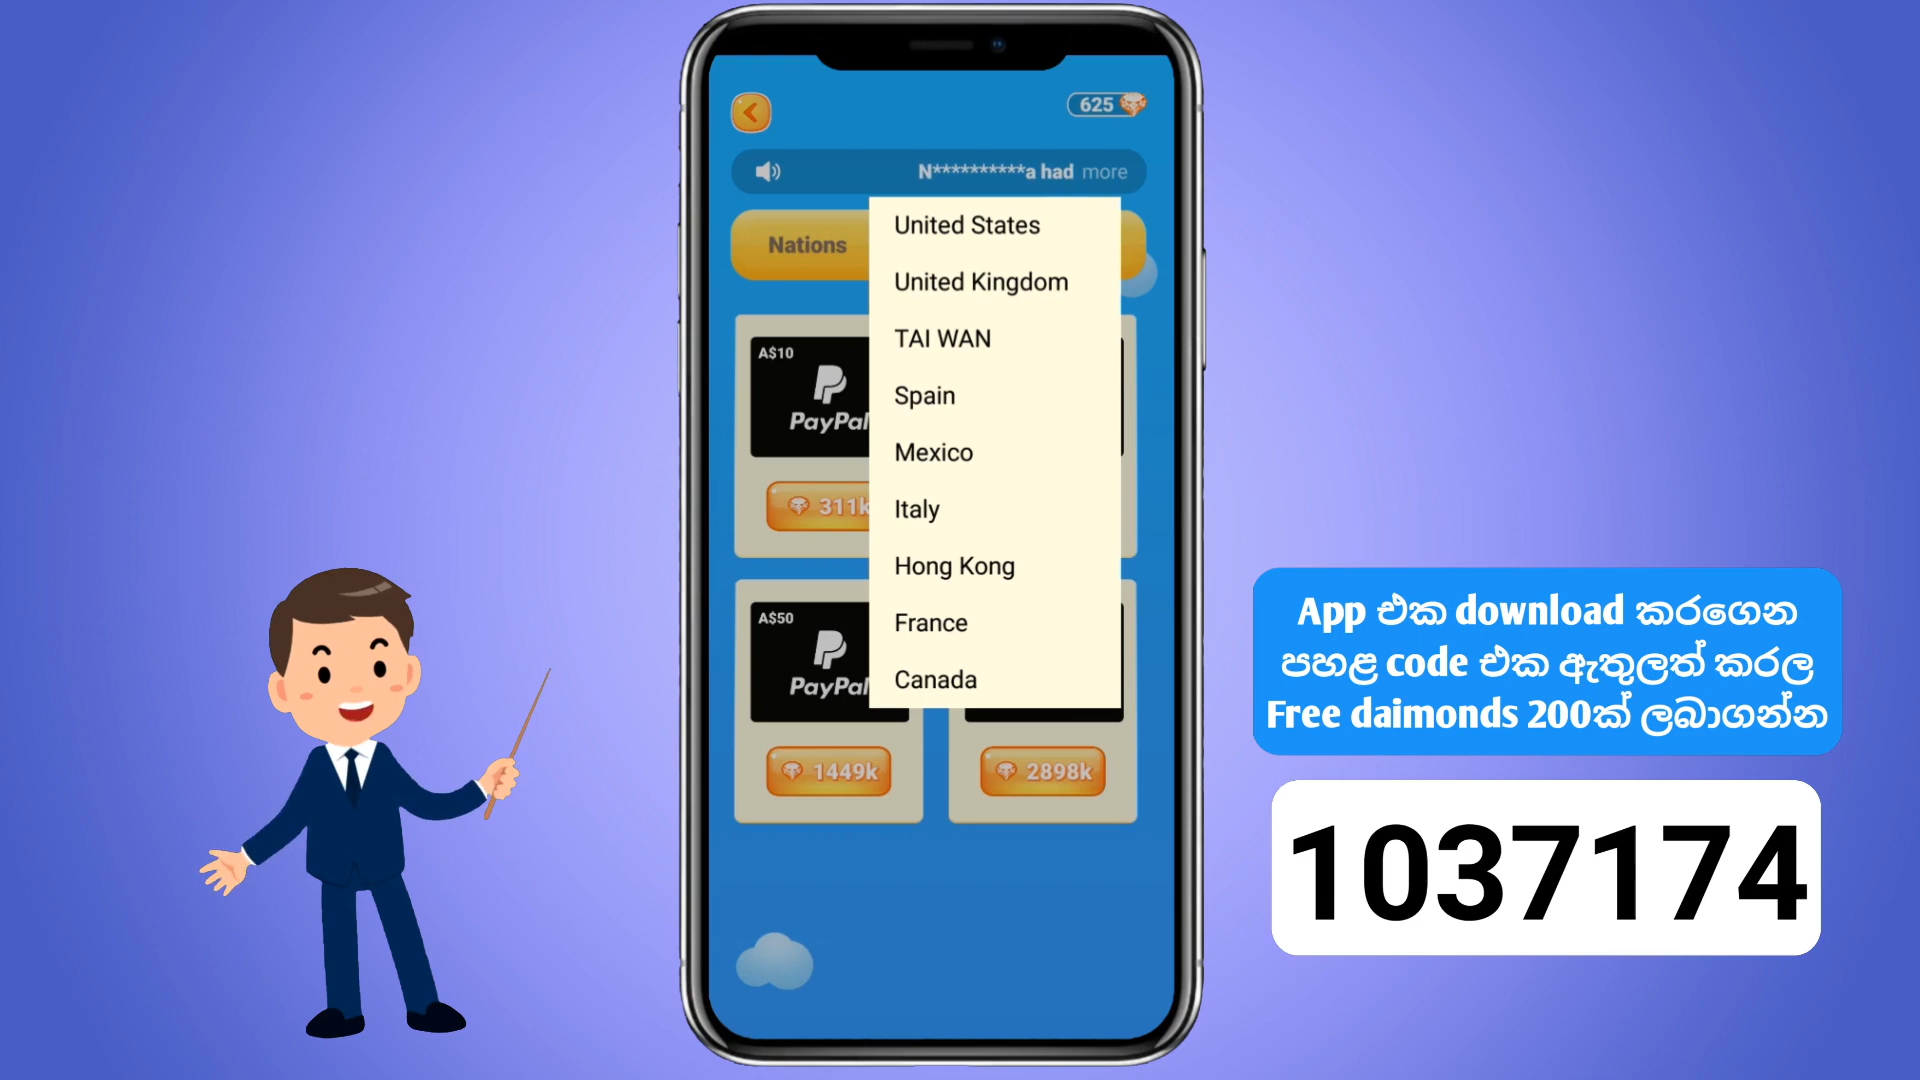 625
N**********a had more
Nations
United States
United Kingdom
TAI WAN
Spain
Mexico
Italy
Hong Kong
France
Canada
A$10
PayPal
311k
A$50
PayPal
1449k
2898k
App එක download කරගෙන
පහළ code එක ඇතුලත් කරල
Free daimonds 200ක් ලබාගන්න
1037174